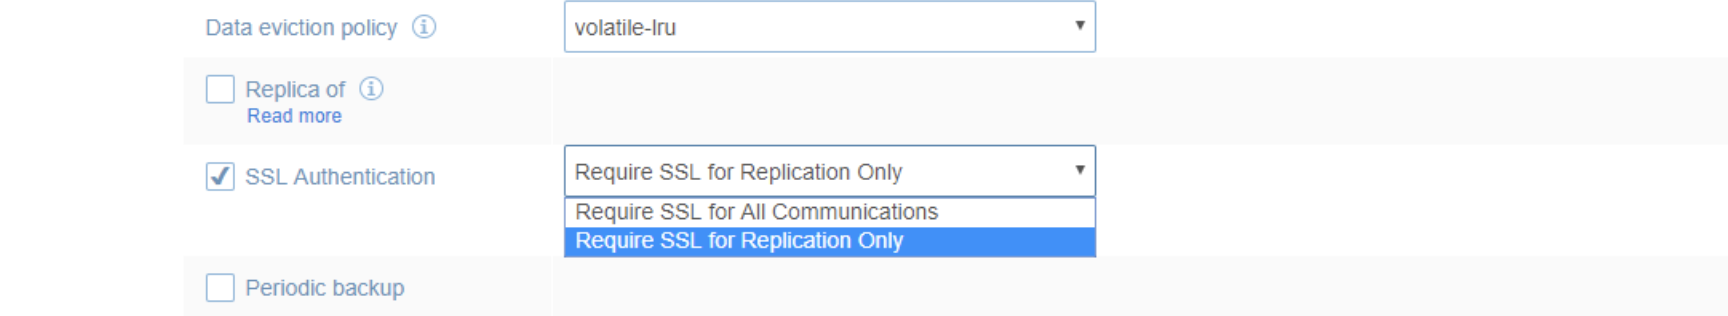 Data eviction policy
volatile-lru
Replica of
Read more
SSL Authentication
Require SSL for Replication Only
Require SSL for All Communications
Require SSL for Replication Only
Periodic backup